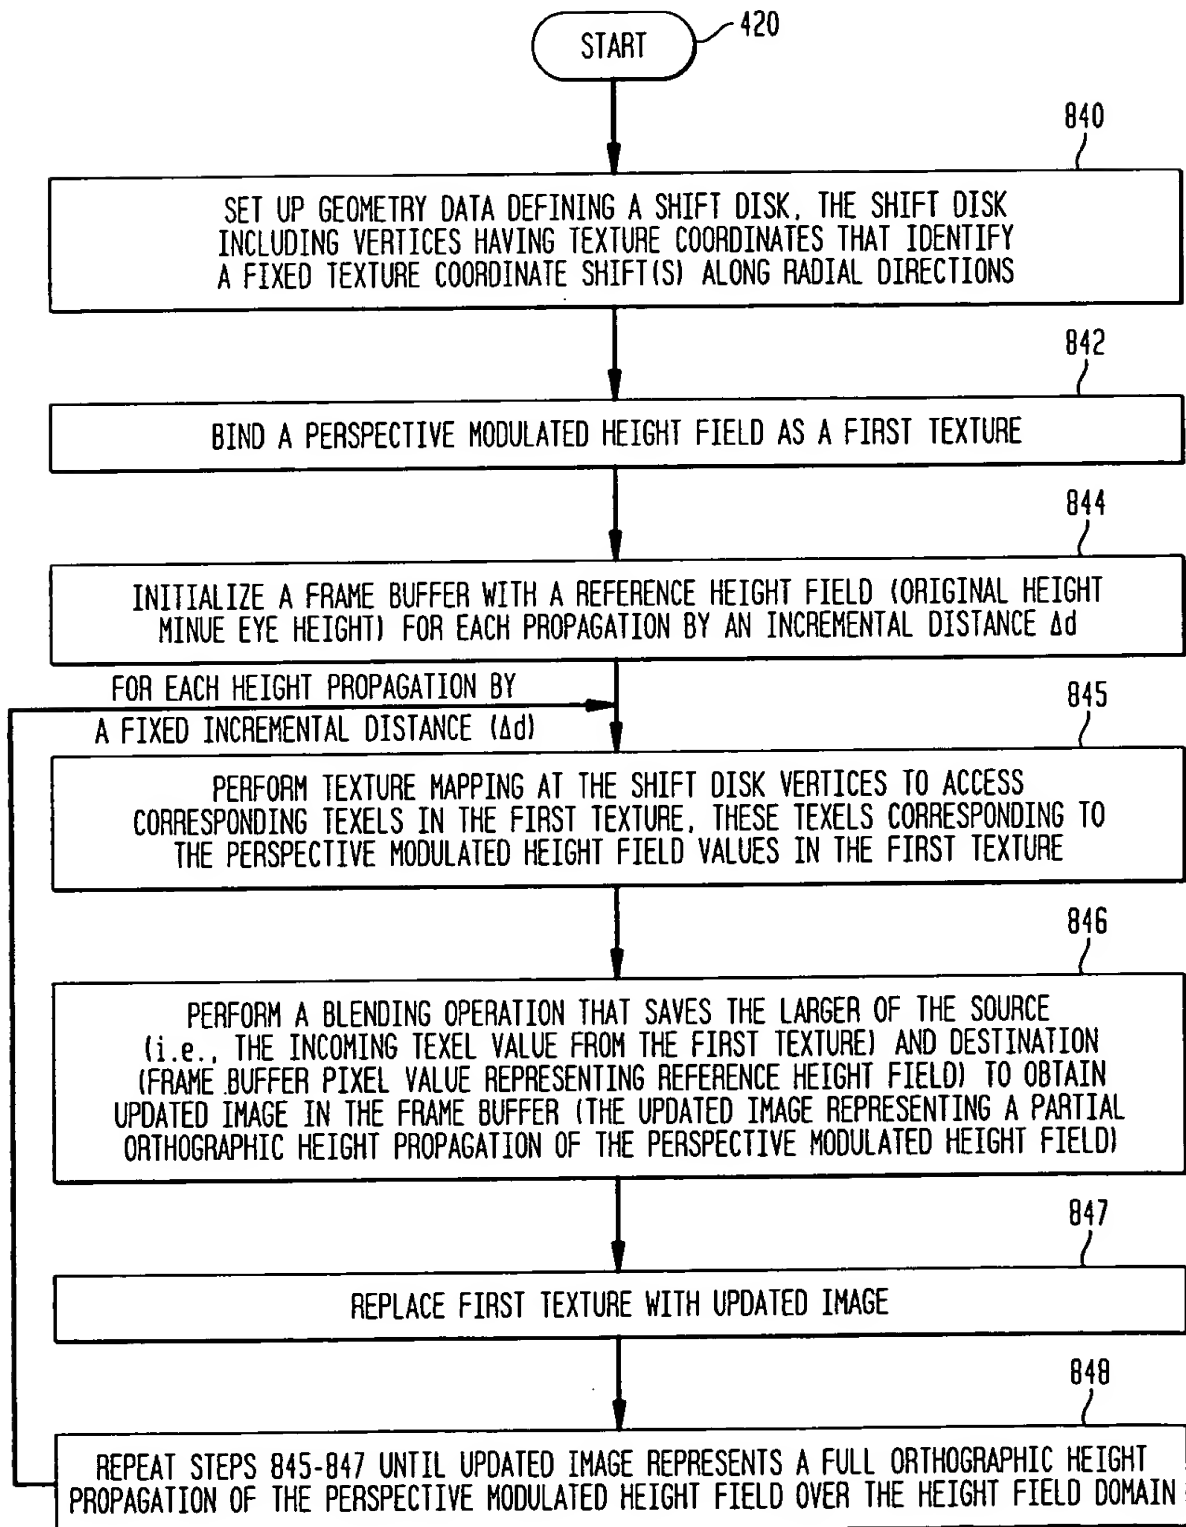 START
420
840
SET UP GEOMETRY DATA DEFINING A SHIFT DISK, THE SHIFT DISK
INCLUDING VERTICES HAVING TEXTURE COORDINATES THAT IDENTIFY
A FIXED TEXTURE COORDINATE SHIFT(S) ALONG RADIAL DIRECTIONS
842
BIND A PERSPECTIVE MODULATED HEIGHT FIELD AS A FIRST TEXTURE
844
INITIALIZE A FRAME BUFFER WITH A REFERENCE HEIGHT FIELD (ORIGINAL HEIGHT
MINUE EYE HEIGHT) FOR EACH PROPAGATION BY AN INCREMENTAL DISTANCE Δd
FOR EACH HEIGHT PROPAGATION BY
A FIXED INCREMENTAL DISTANCE (Δd)
845
PERFORM TEXTURE MAPPING AT THE SHIFT DISK VERTICES TO ACCESS
CORRESPONDING TEXELS IN THE FIRST TEXTURE, THESE TEXELS CORRESPONDING TO
THE PERSPECTIVE MODULATED HEIGHT FIELD VALUES IN THE FIRST TEXTURE
846
PERFORM A BLENDING OPERATION THAT SAVES THE LARGER OF THE SOURCE
(i.e., THE INCOMING TEXEL VALUE FROM THE FIRST TEXTURE) AND DESTINATION
(FRAME BUFFER PIXEL VALUE REPRESENTING REFERENCE HEIGHT FIELD) TO OBTAIN
UPDATED IMAGE IN THE FRAME BUFFER (THE UPDATED IMAGE REPRESENTING A PARTIAL
ORTHOGRAPHIC HEIGHT PROPAGATION OF THE PERSPECTIVE MODULATED HEIGHT FIELD)
847
REPLACE FIRST TEXTURE WITH UPDATED IMAGE
848
REPEAT STEPS 845-847 UNTIL UPDATED IMAGE REPRESENTS A FULL ORTHOGRAPHIC HEIGHT
PROPAGATION OF THE PERSPECTIVE MODULATED HEIGHT FIELD OVER THE HEIGHT FIELD DOMAIN